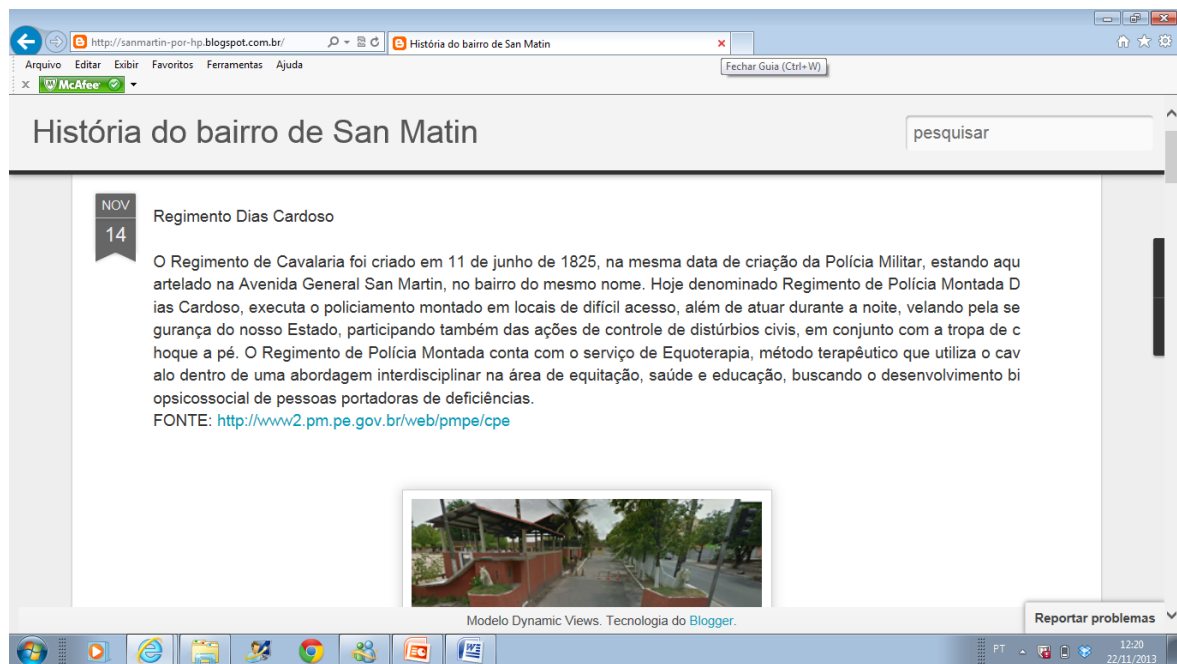 http://sanmartin-por-hp.blogspot.com.br/
História do bairro de San Matin
Fechar Guia (Ctrl+W)
Arquivo Editar Exibir Favoritos Ferramentas Ajuda
x McAfee
História do bairro de San Matin
pesquisar
NOV
14
Regimento Dias Cardoso
O Regimento de Cavalaria foi criado em 11 de junho de 1825, na mesma data de criação da Polícia Militar, estando aqu
artelado na Avenida General San Martin, no bairro do mesmo nome. Hoje denominado Regimento de Polícia Montada D
ias Cardoso, executa o policiamento montado em locais de difícil acesso, além de atuar durante a noite, velando pela se
gurança do nosso Estado, participando também das ações de controle de distúrbios civis, em conjunto com a tropa de c
hoque a pé. O Regimento de Polícia Montada conta com o serviço de Equoterapia, método terapêutico que utiliza o cav
alo dentro de uma abordagem interdisciplinar na área de equitação, saúde e educação, buscando o desenvolvimento bi
opsicossocial de pessoas portadoras de deficiências.
FONTE: http://www2.pm.pe.gov.br/web/pmpe/cpe
Modelo Dynamic Views. Tecnologia do Blogger.
Reportar problemas
PT
12:20
22/11/2013